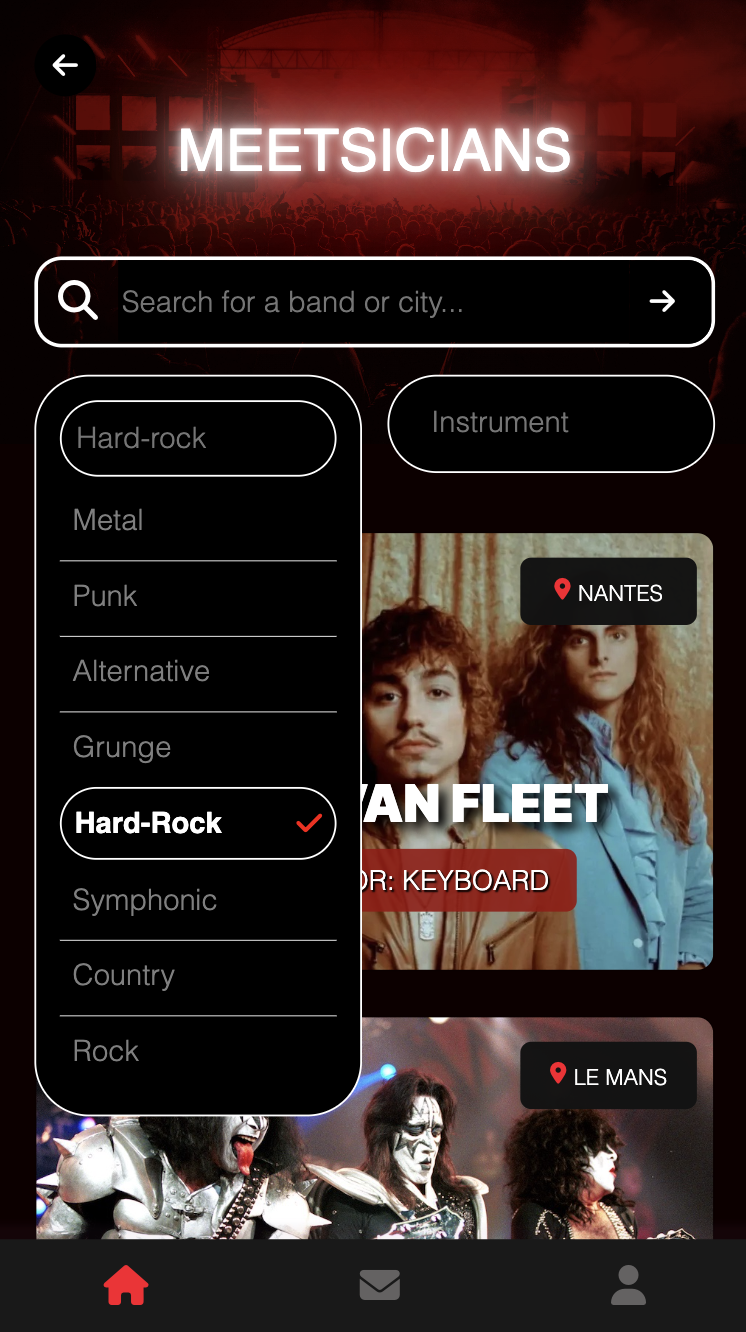 MEETSICIANS
Search for a band or city...
Hard-rock
Instrument
Metal
Punk
Alternative
Grunge
Hard-Rock
Symphonic
Country
Rock
NANTES
VAN FLEET
OR: KEYBOARD
LE MANS